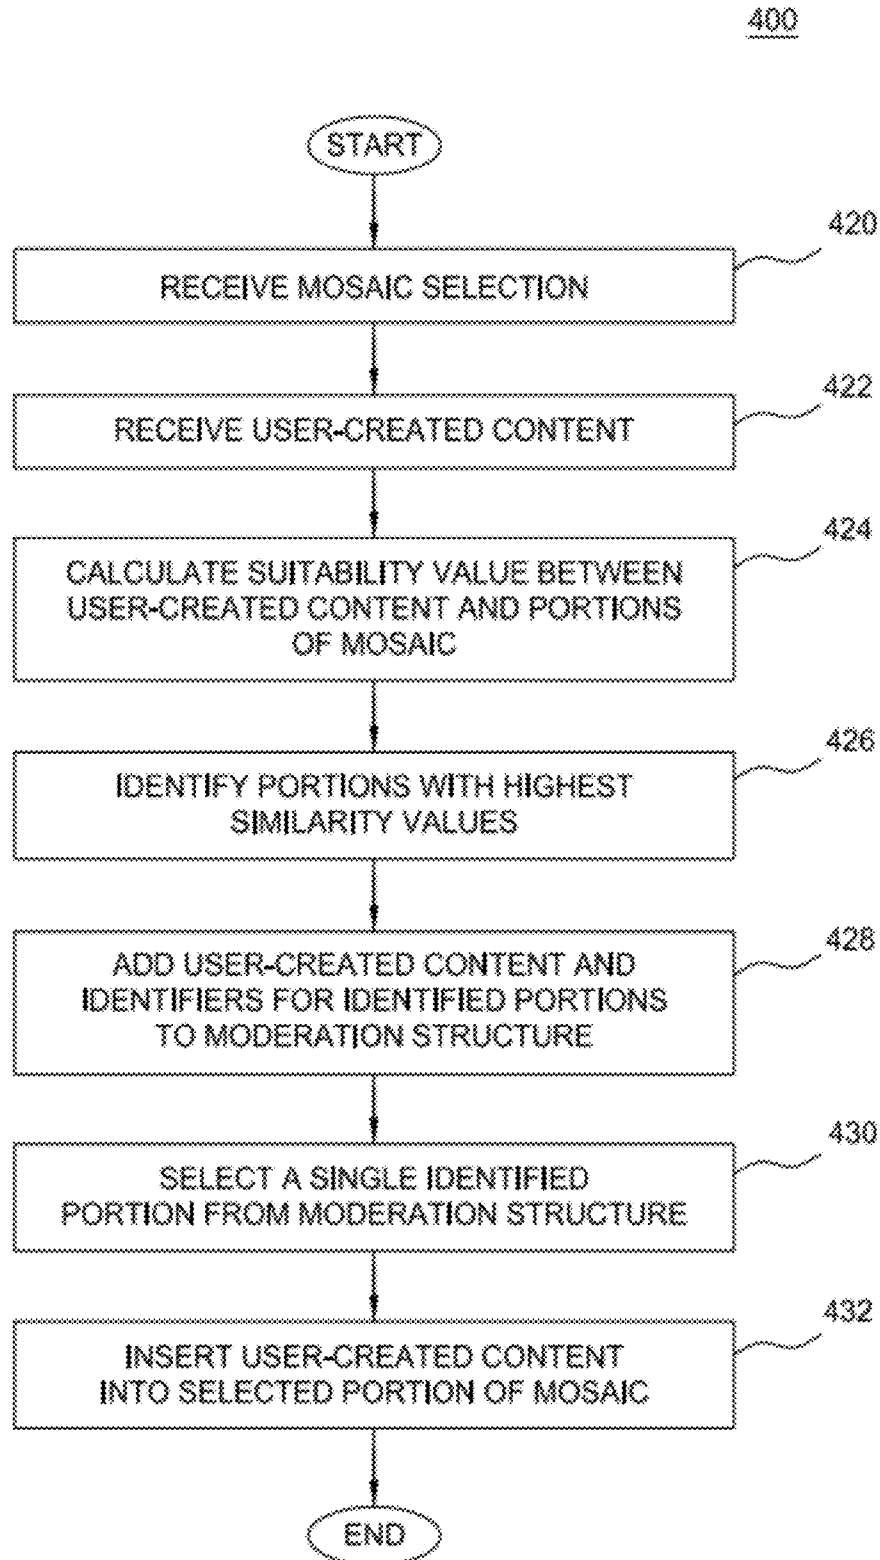 400
START
420
RECEIVE MOSAIC SELECTION
422
RECEIVE USER-CREATED CONTENT
424
CALCULATE SUITABILITY VALUE BETWEEN
USER-CREATED CONTENT AND PORTIONS
OF MOSAIC
426
IDENTIFY PORTIONS WITH HIGHEST
SIMILARITY VALUES
428
ADD USER-CREATED CONTENT AND
IDENTIFIERS FOR IDENTIFIED PORTIONS
TO MODERATION STRUCTURE
430
SELECT A SINGLE IDENTIFIED
PORTION FROM MODERATION STRUCTURE
432
INSERT USER-CREATED CONTENT
INTO SELECTED PORTION OF MOSAIC
END